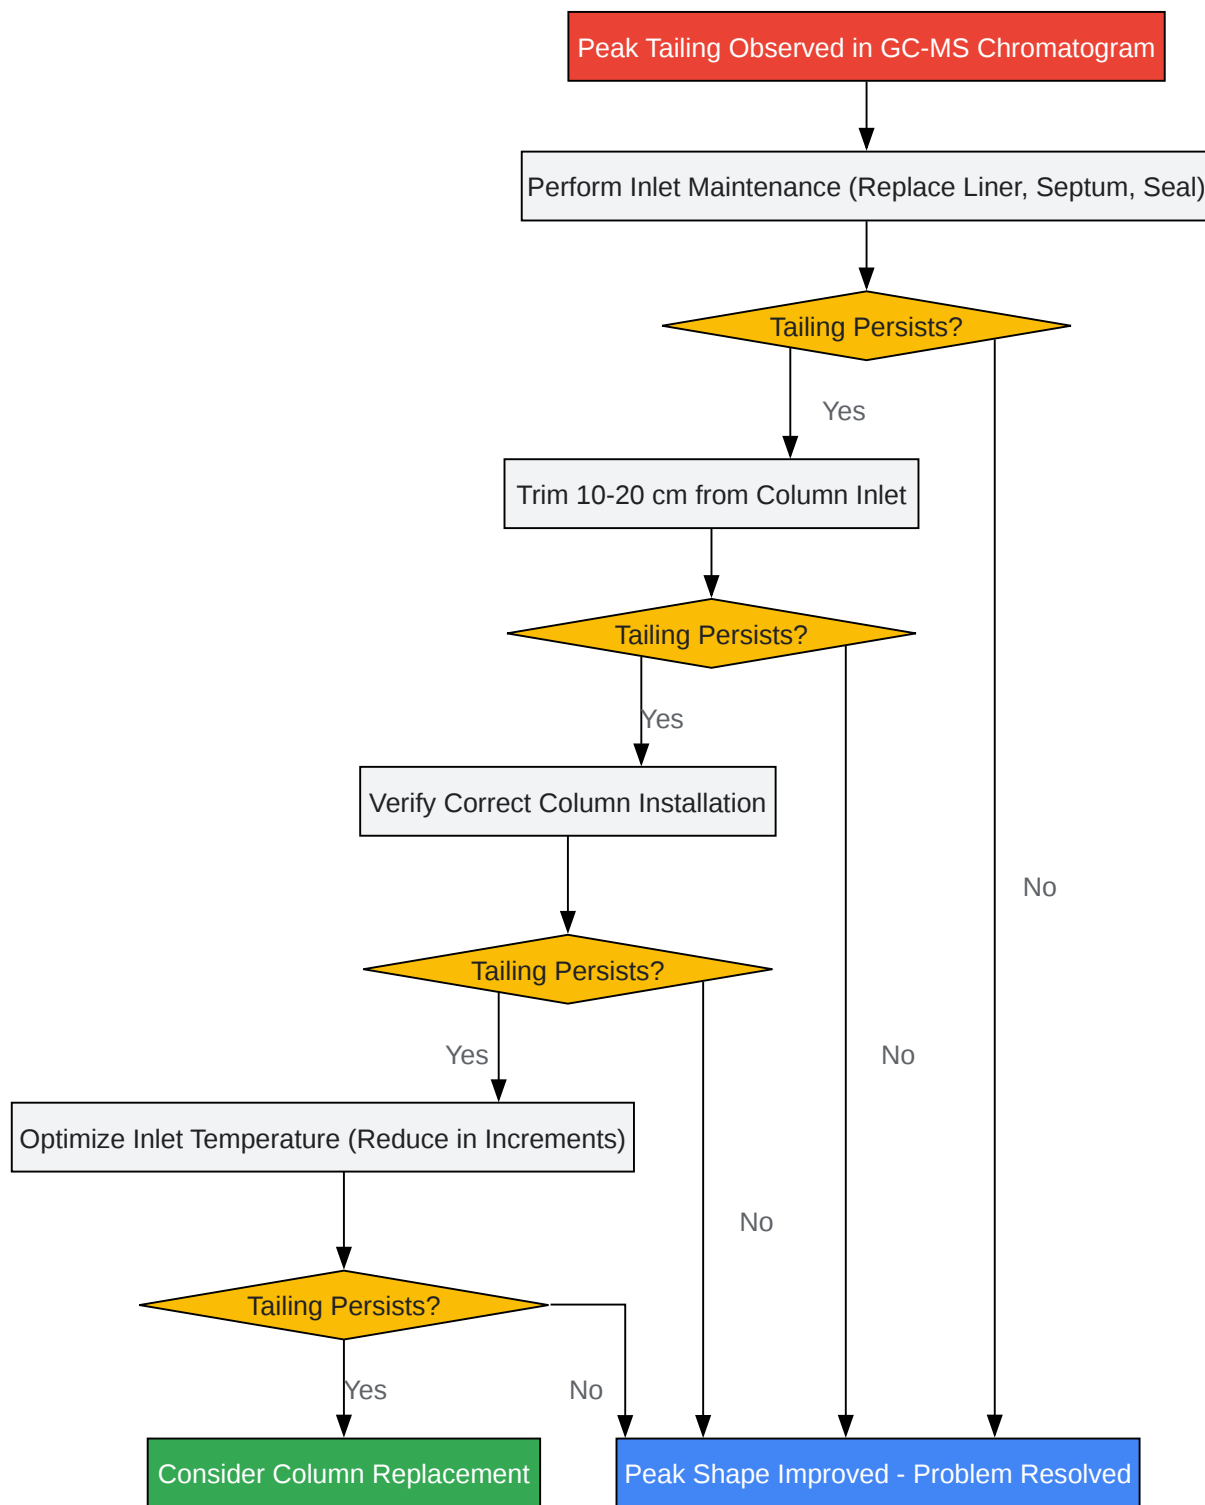 Peak Tailing Observed in GC-MS Chromatogram
Perform Inlet Maintenance (Replace Liner, Septum, Seal)
Tailing Persists?
Yes
Trim 10-20 cm from Column Inlet
Tailing Persists?
Yes
Verify Correct Column Installation
No
Tailing Persists?
Yes
No
Optimize Inlet Temperature (Reduce in Increments)
No
Tailing Persists?
Yes
No
Consider Column Replacement
Peak Shape Improved - Problem Resolved